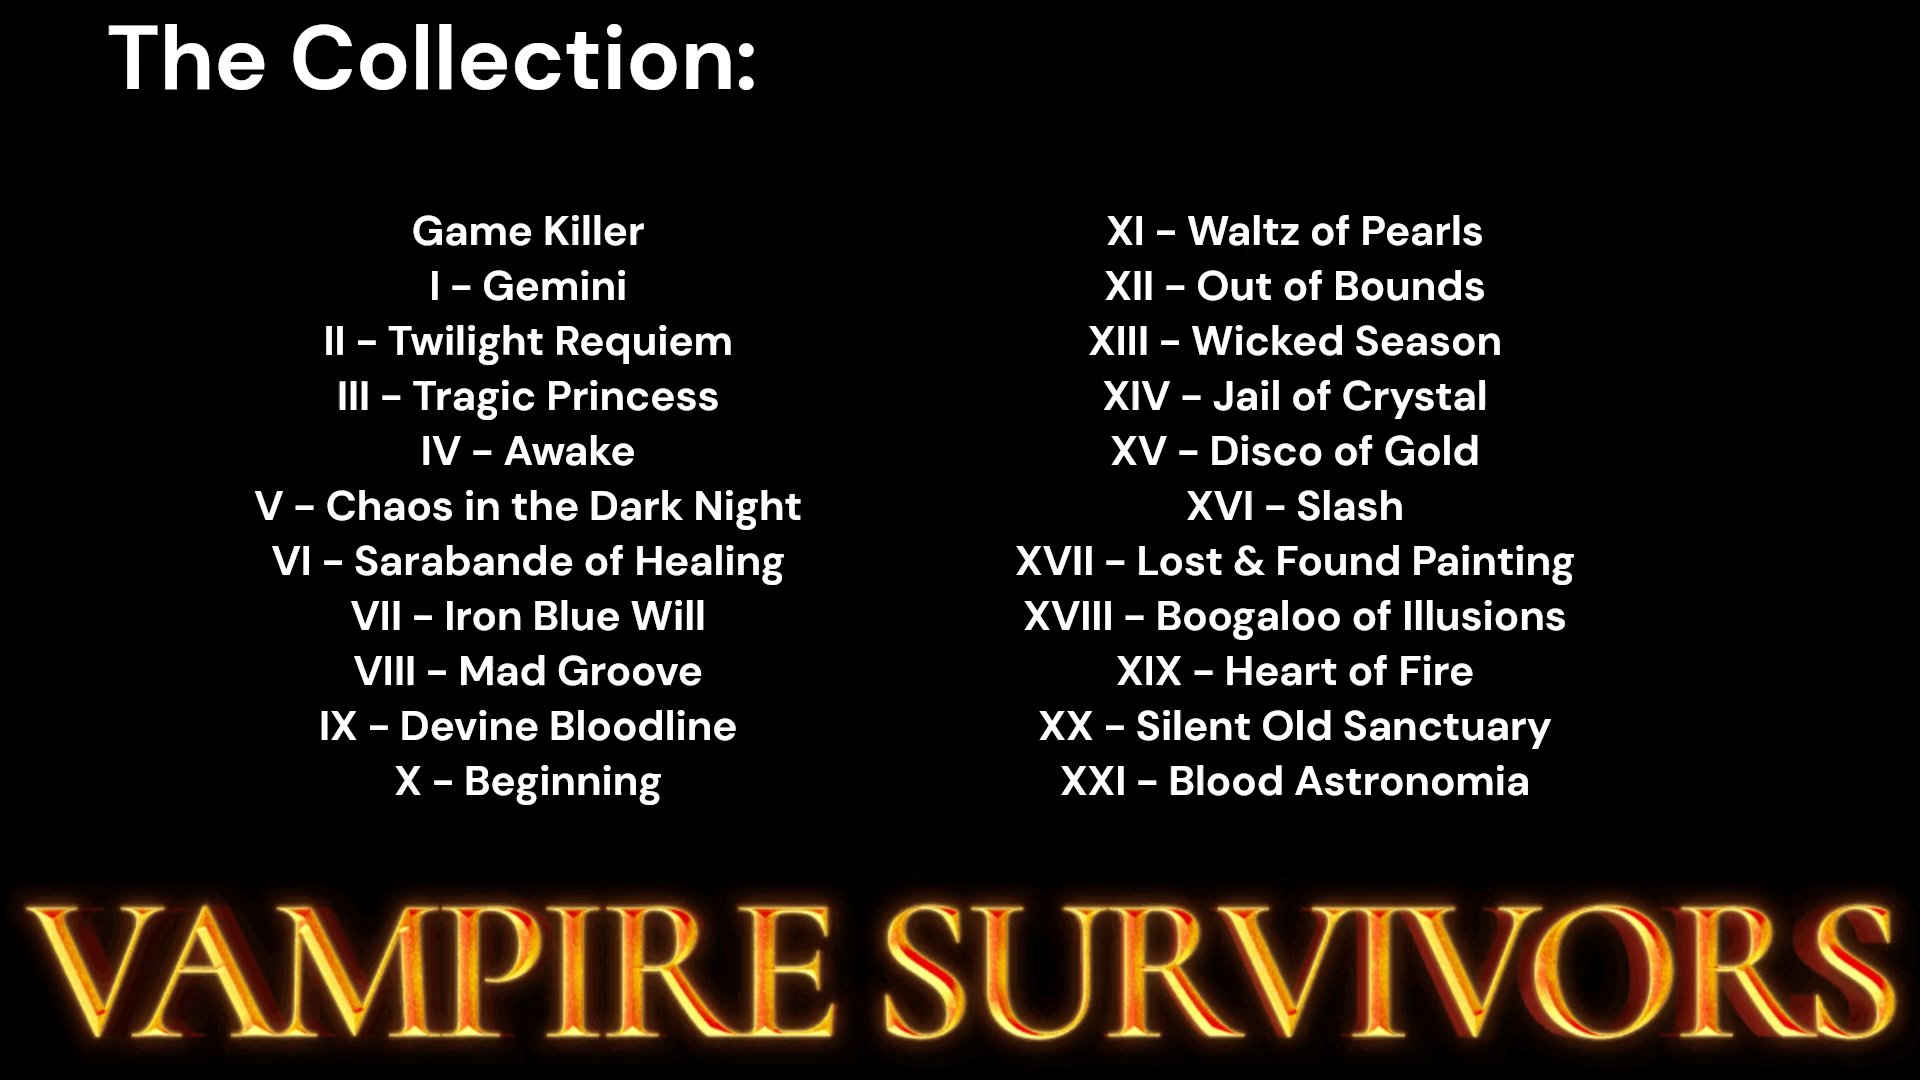 The Collection:
Game Killer
I – Gemini
II – Twilight Requiem
III – Tragic Princess
IV – Awake
V – Chaos in the Dark Night
VI – Sarabande of Healing
VII – Iron Blue Will
VIII – Mad Groove
IX – Devine Bloodline
X – Beginning
XI – Waltz of Pearls
XII – Out of Bounds
XIII – Wicked Season
XIV – Jail of Crystal
XV – Disco of Gold
XVI – Slash
XVII – Lost & Found Painting
XVIII – Boogaloo of Illusions
XIX – Heart of Fire
XX – Silent Old Sanctuary
XXI – Blood Astronomia
VAMPIRE SURVIVORS